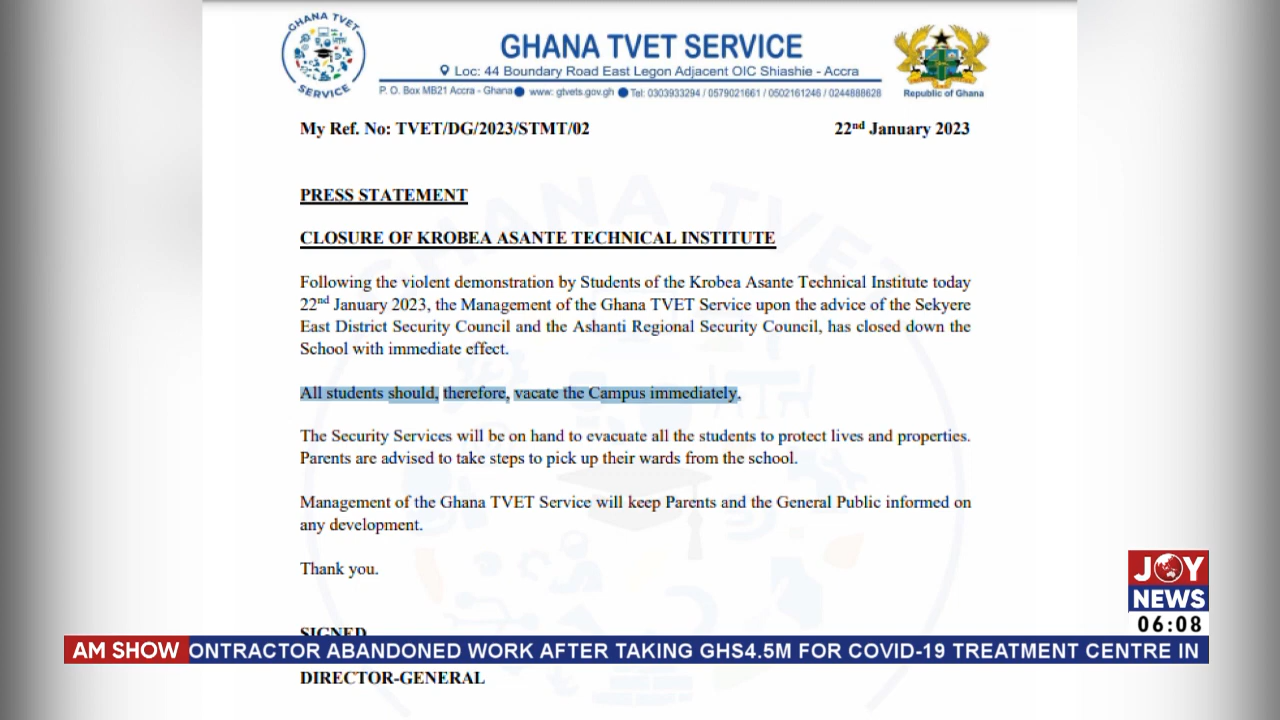 GHANA TVET
SERVICE
GHANA TVET SERVICE
Loc: 44 Boundary Road East Legon Adjacent OIC Shiashie - Accra
P. O. Box MB21 Accra - Ghana ● www: gtvets.gov.gh ● Tel: 0303933294 / 0579021661 / 0502161246 / 0244888628
Republic of Ghana
My Ref. No: TVET/DG/2023/STMT/02 22nd January 2023
PRESS STATEMENT
CLOSURE OF KROBEA ASANTE TECHNICAL INSTITUTE
Following the violent demonstration by Students of the Krobea Asante Technical Institute today
22nd January 2023, the Management of the Ghana TVET Service upon the advice of the Sekyere
East District Security Council and the Ashanti Regional Security Council, has closed down the
School with immediate effect.
All students should, therefore, vacate the Campus immediately.
The Security Services will be on hand to evacuate all the students to protect lives and properties.
Parents are advised to take steps to pick up their wards from the school.
Management of the Ghana TVET Service will keep Parents and the General Public informed on
any development.
Thank you.
SIGNED
DIRECTOR-GENERAL
JOY
NEWS
06:08
AM SHOW ONTRACTOR ABANDONED WORK AFTER TAKING GHS4.5M FOR COVID-19 TREATMENT CENTRE IN
GHANA TVET